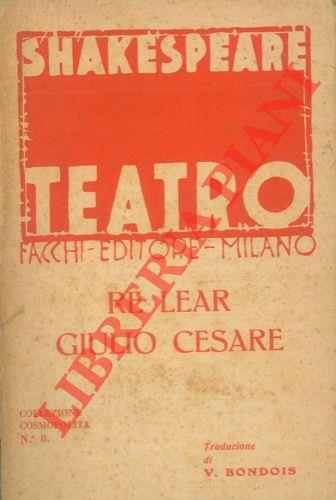 SHAKESPEARE
TEATRO
FACCHI-EDITORE-MILANO
RE LEAR
GIULIO CESARE
COLLEZIONE
COSMOPOLITA
N.° 8.
Traduzione
di
V. BONDOIS
LIBRERIA PIANI